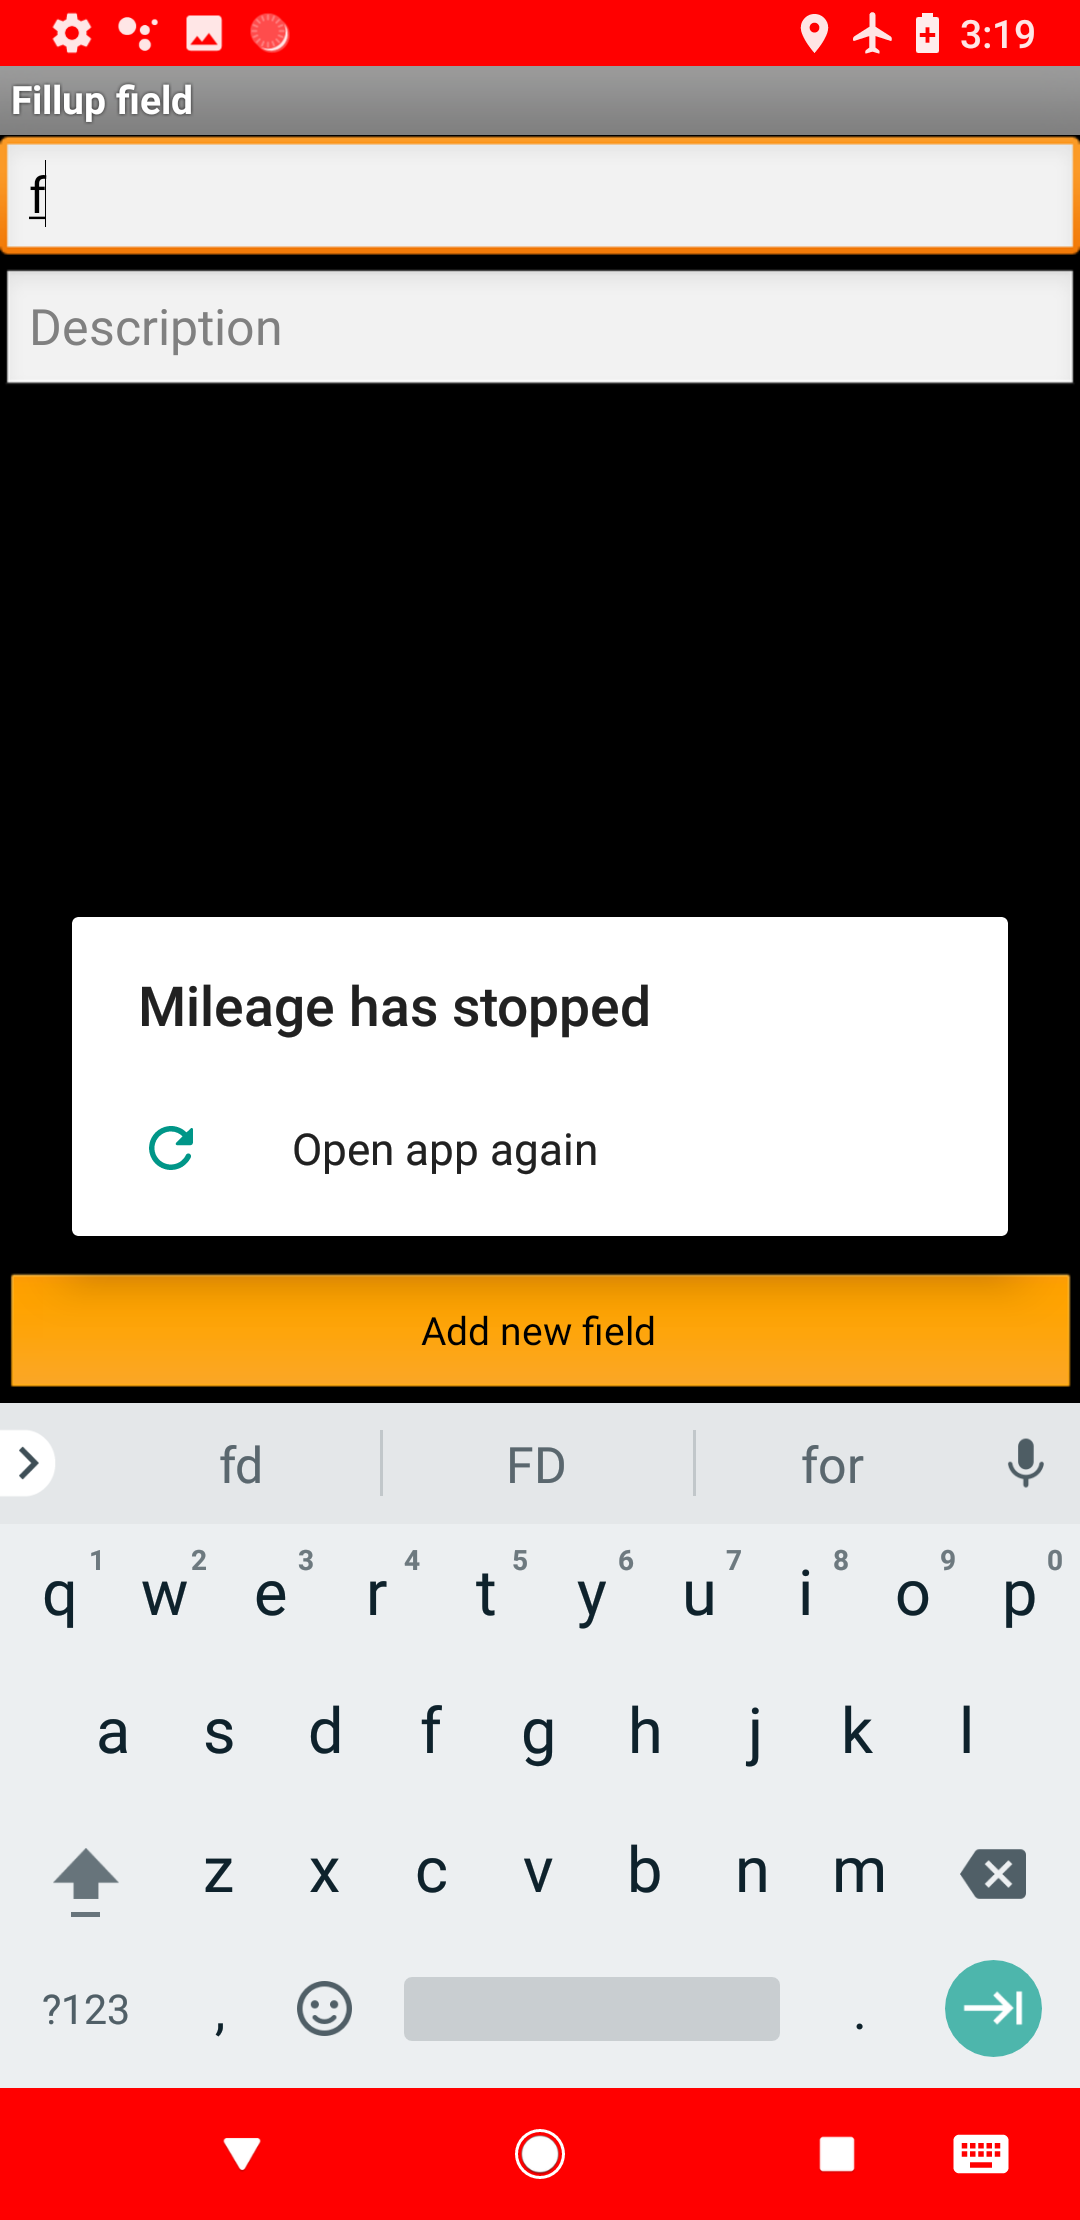 3:19
Fillup field
f
Description
Mileage has stopped
Open app again
Add new field
fd FD for
1 2 3 4 5 6 7 8 9 0
q w e r t y u i o p
a s d f g h j k l
z x c v b n m
?123 , .